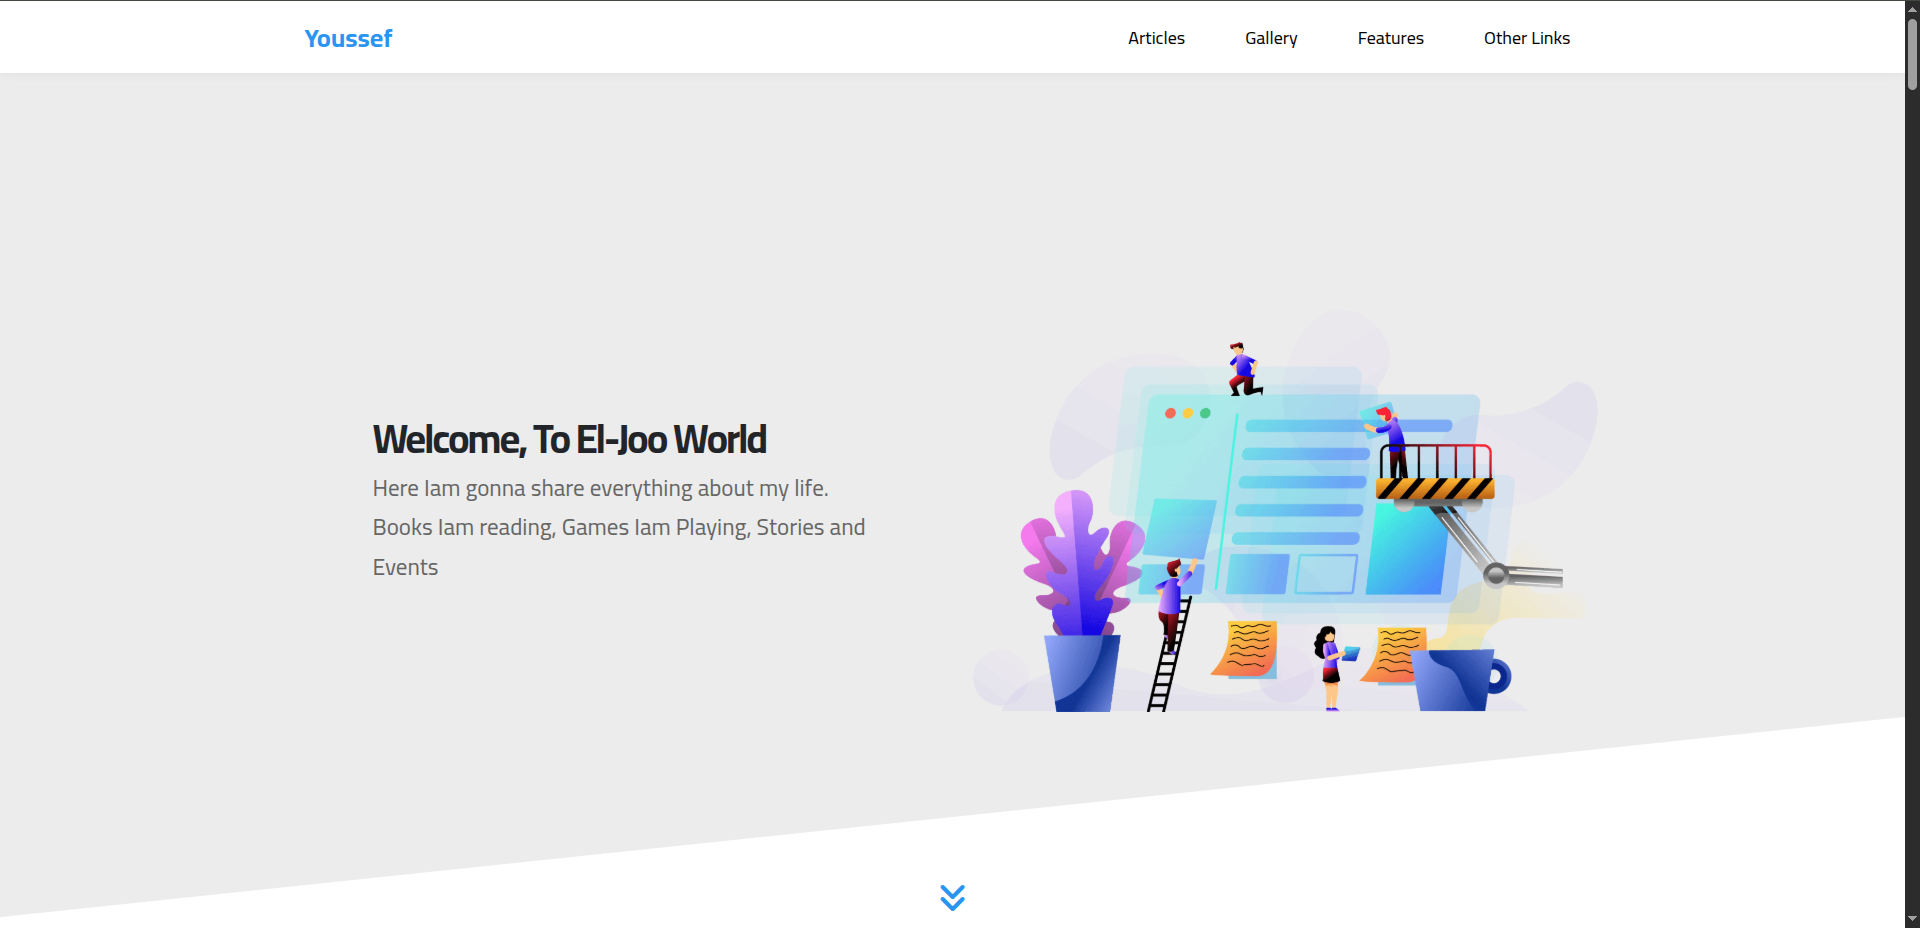 Youssef
Articles
Gallery
Features
Other Links
Welcome, To El-Joo World
Here Iam gonna share everything about my life.
Books Iam reading, Games Iam Playing, Stories and
Events